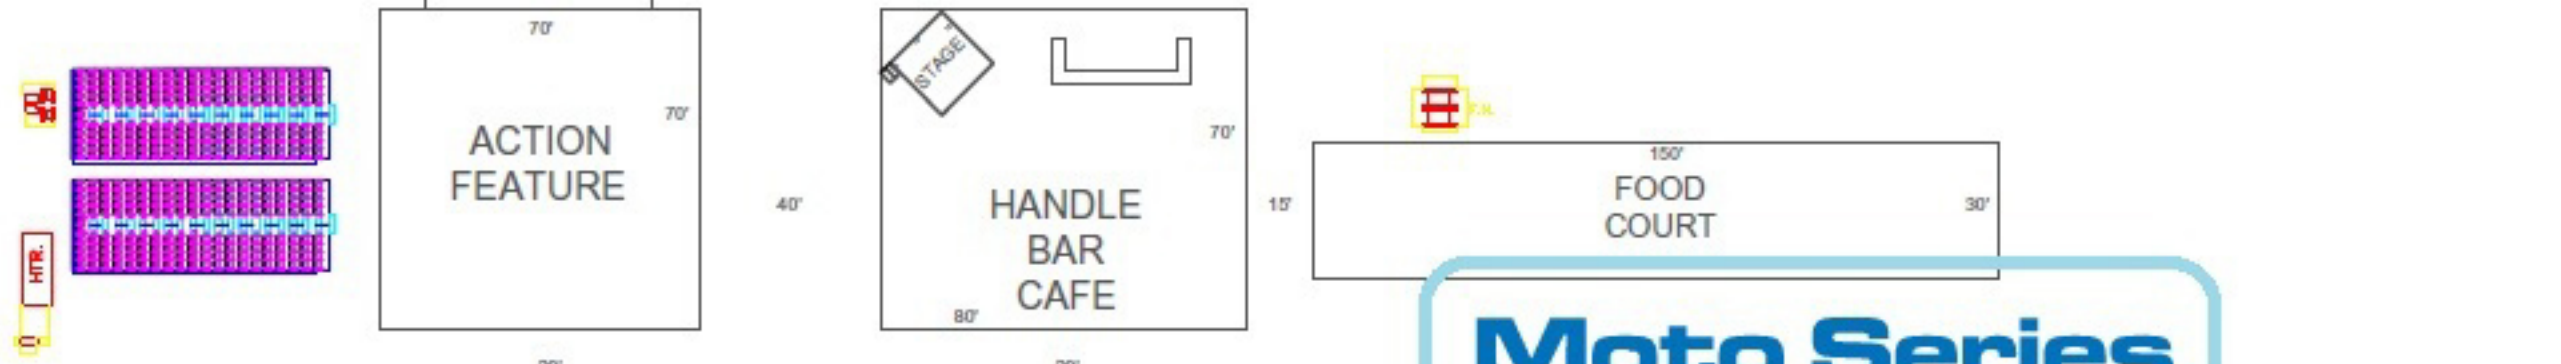 70'
ACTION
FEATURE
70'
40'
STAGE
70'
HANDLE
BAR
CAFE
80'
15'
150'
FOOD
COURT
30'
F.H.
HTR.
Moto Series